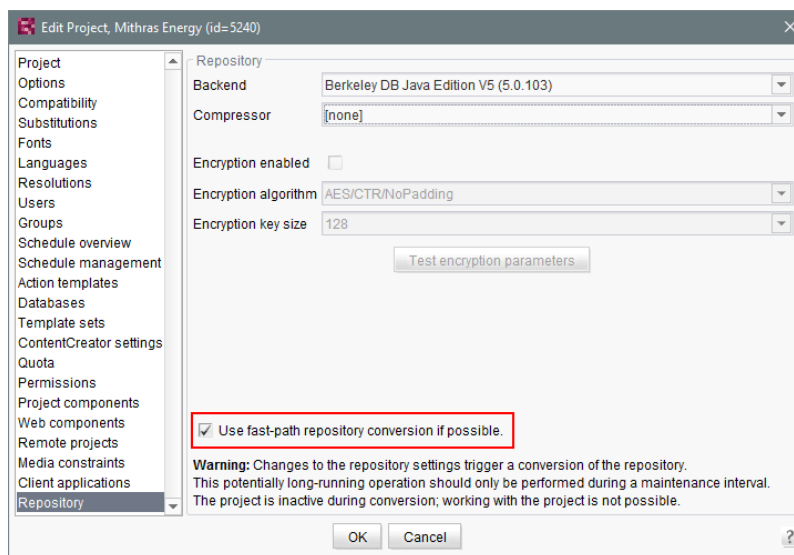 Edit Project, Mithras Energy (id=5240)
Project
Options
Compatibility
Substitutions
Fonts
Languages
Resolutions
Users
Groups
Schedule overview
Schedule management
Action templates
Databases
Template sets
ContentCreator settings
Quota
Permissions
Project components
Web components
Remote projects
Media constraints
Client applications
Repository
Repository
Backend Berkeley DB Java Edition V5 (5.0.103)
Compressor [none]
Encryption enabled
Encryption algorithm AES/CTR/NoPadding
Encryption key size 128
Test encryption parameters
Use fast-path repository conversion if possible.
Warning: Changes to the repository settings trigger a conversion of the repository.
This potentially long-running operation should only be performed during a maintenance interval.
The project is inactive during conversion; working with the project is not possible.
OK Cancel ?